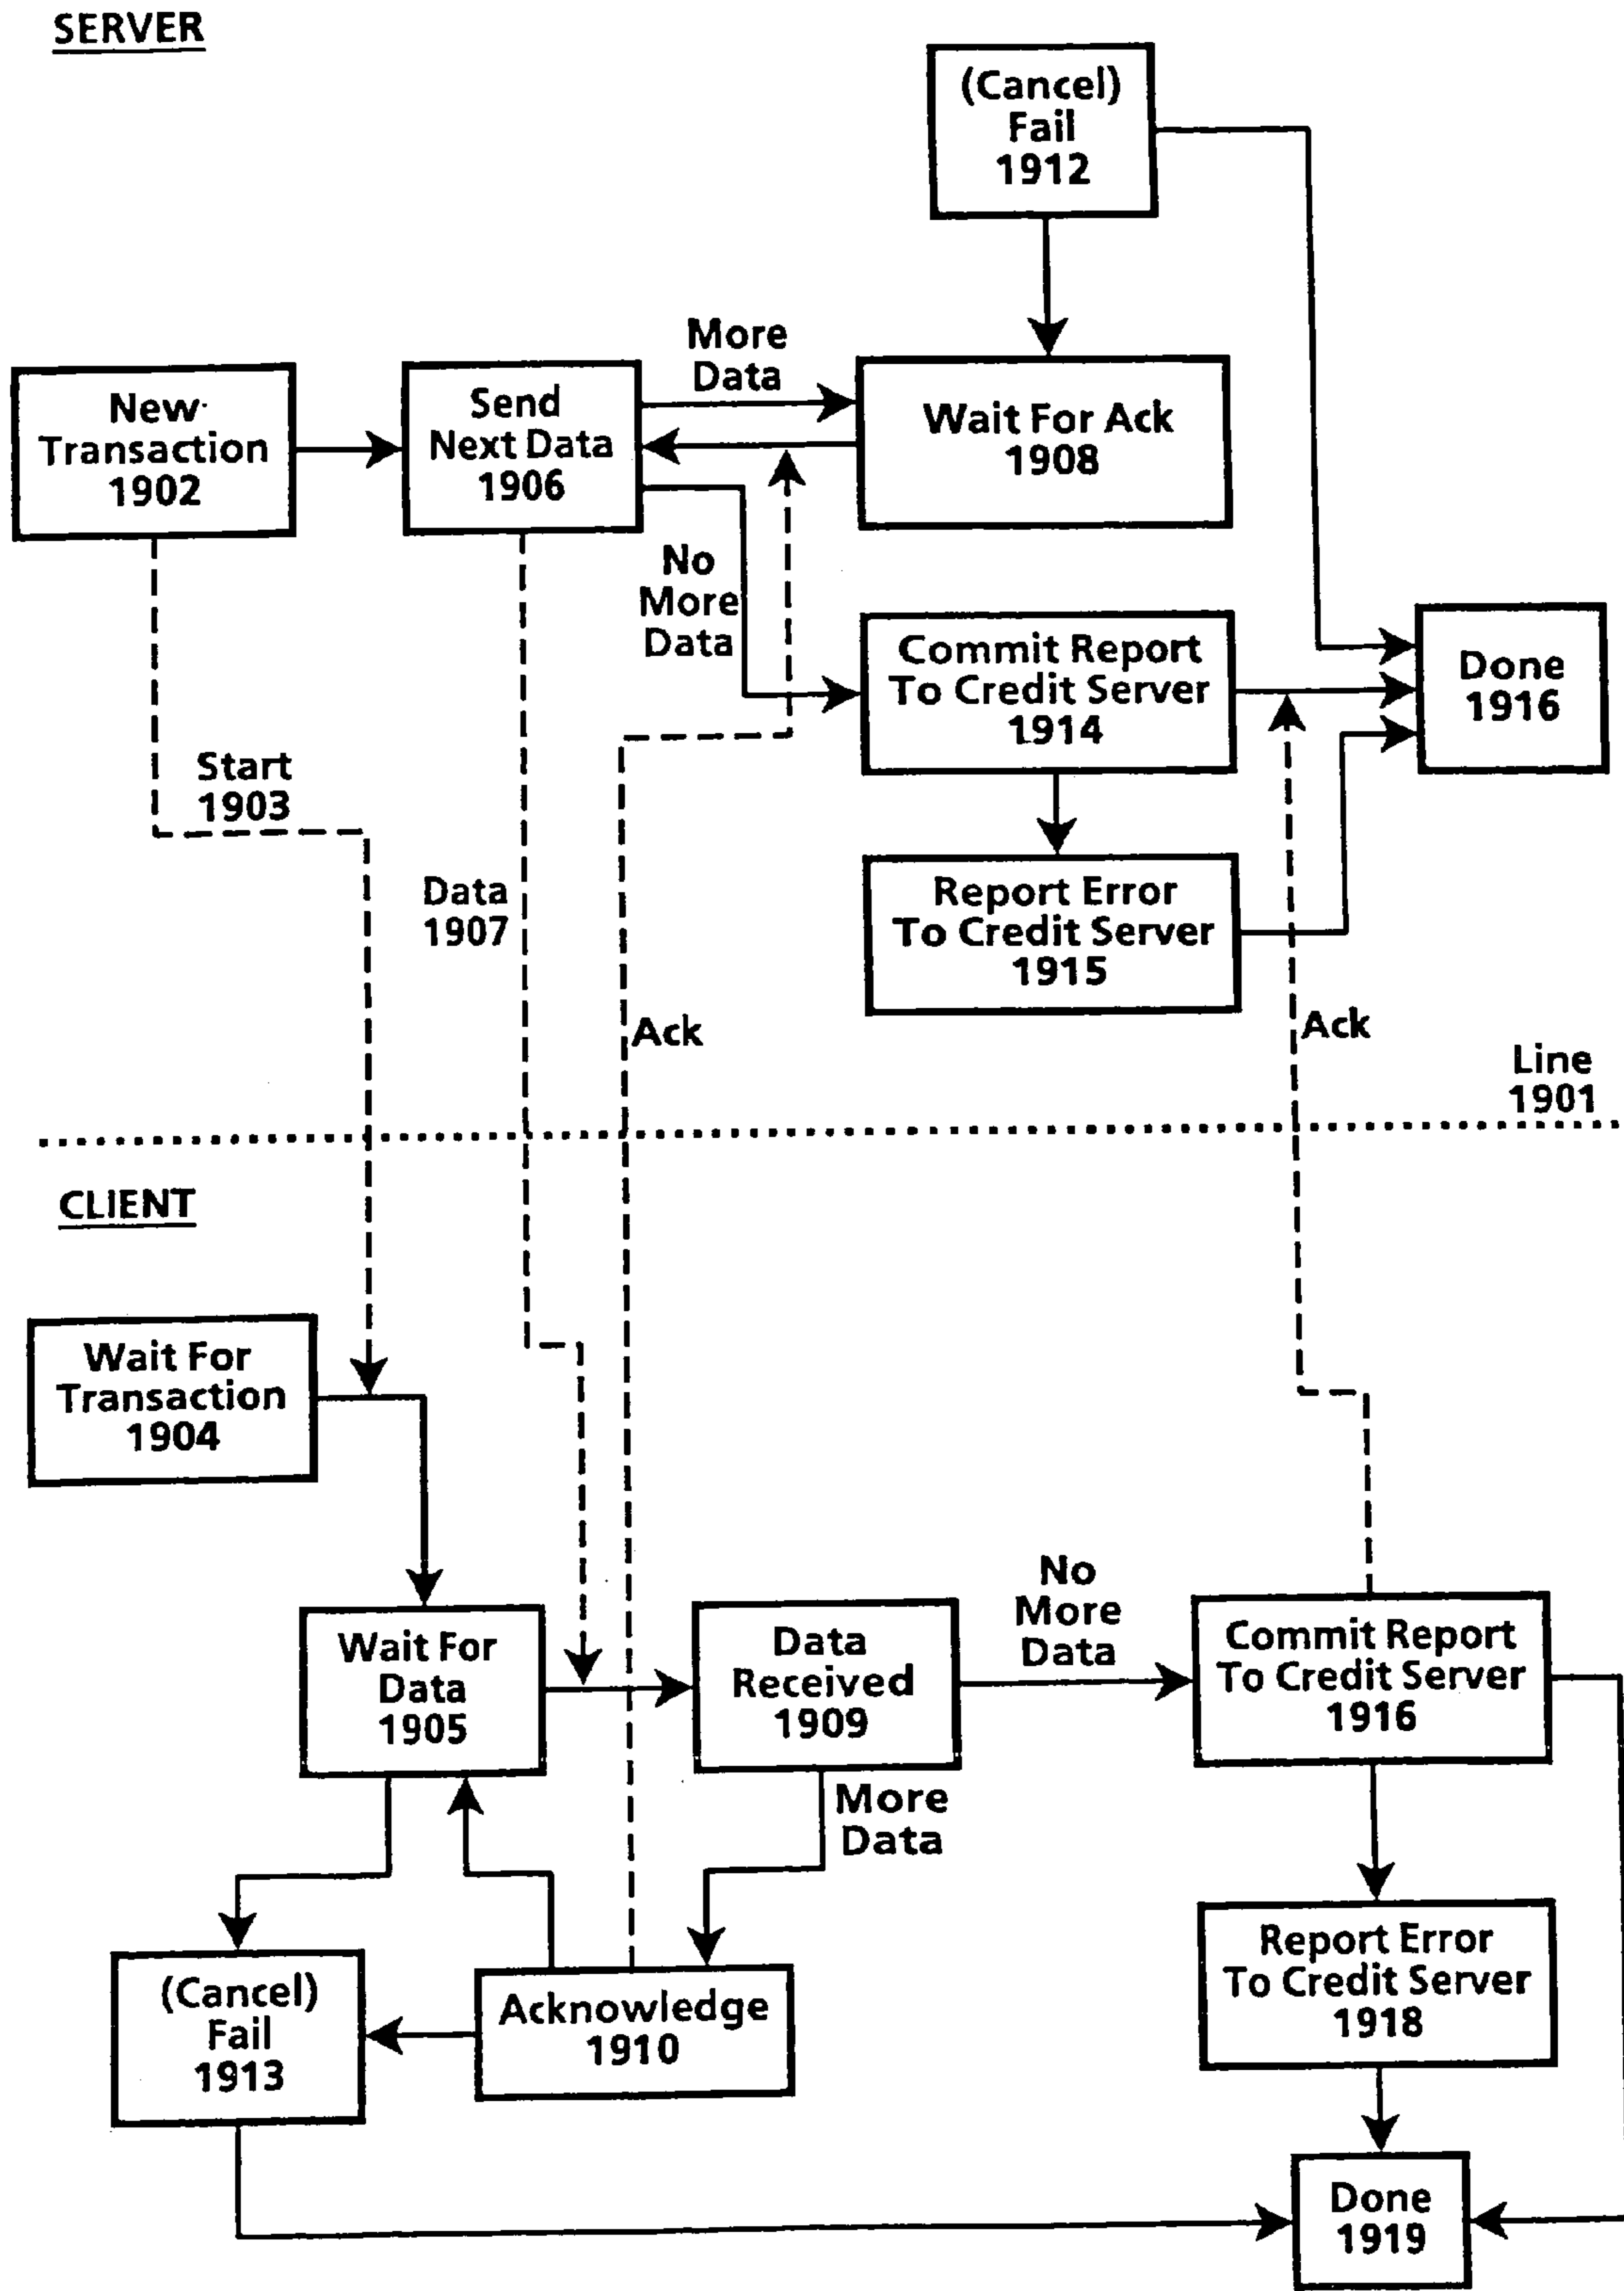 SERVER
(Cancel)
Fail
1912
More
Data
New
Transaction
1902
Send
Next Data
1906
Wait For Ack
1908
No
More
Data
Commit Report
To Credit Server
1914
Done
1916
Start
1903
Data
1907
Report Error
To Credit Server
1915
Ack
Ack
Line
1901
CLIENT
Wait For
Transaction
1904
No
More
Data
Wait For
Data
1905
Data
Received
1909
Commit Report
To Credit Server
1916
More
Data
(Cancel)
Fail
1913
Acknowledge
1910
Report Error
To Credit Server
1918
Done
1919